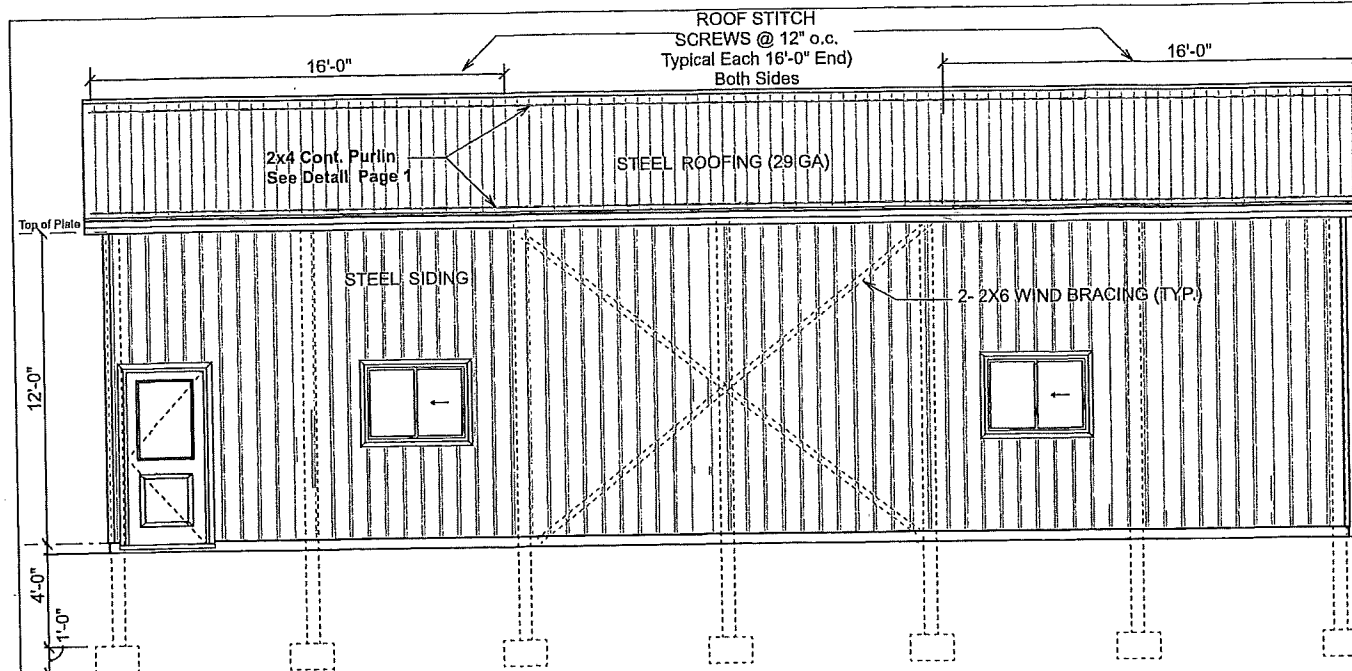 ROOF STITCH
SCREWS @ 12" o.c.
Typical Each 16'-0" End)
Both Sides
16'-0"
16'-0"
2x4 Cont. Purlin
See Detail Page 1
STEEL ROOFING (29 GA)
Top of Plate
STEEL SIDING
2- 2X6 WIND BRACING (TYP.)
12'-0"
4'-0"
1'-0"